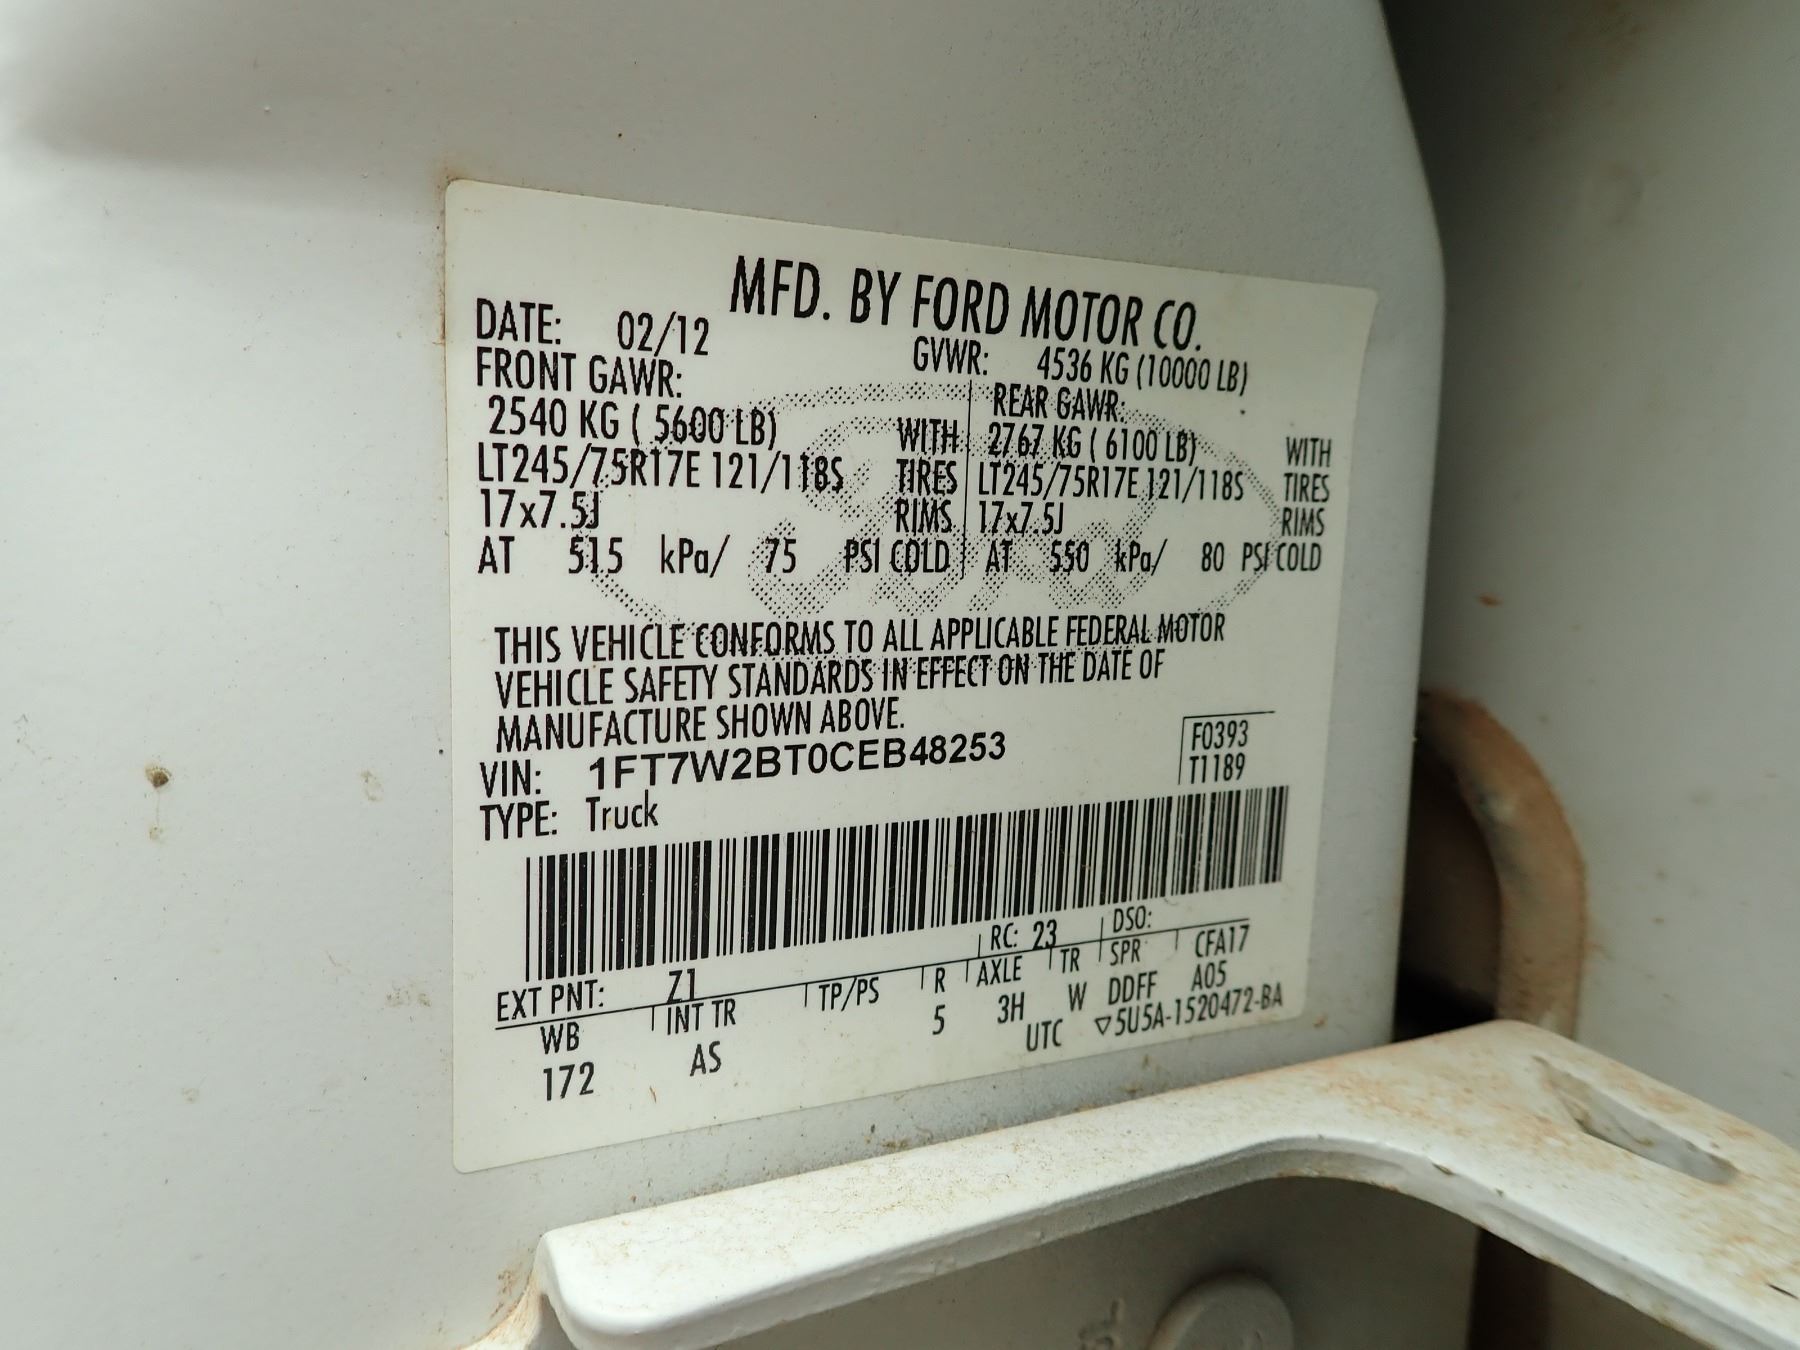 MFD. BY FORD MOTOR CO.
DATE: 02/12 GVWR: 4536 KG (10000 LB)
FRONT GAWR: REAR GAWR:
2540 KG ( 5600 LB) WITH 2767 KG ( 6100 LB) WITH
LT245/75R17E 121/118S TIRES LT245/75R17E 121/118S TIRES
17x7.5J RIMS 17x7.5J RIMS
AT 515 kPa/ 75 PSI COLD AT 550 kPa/ 80 PSI COLD
THIS VEHICLE CONFORMS TO ALL APPLICABLE FEDERAL MOTOR
VEHICLE SAFETY STANDARDS IN EFFECT ON THE DATE OF
MANUFACTURE SHOWN ABOVE.
VIN: 1FT7W2BT0CEB48253 F0393
TYPE: Truck T1189
EXT PNT: Z1 RC: 23 DSO:
WB INT TR TP/PS R AXLE TR SPR CFA17
172 AS 5 3H W DDFF A05
UTC ▽5U5A-1520472-BA